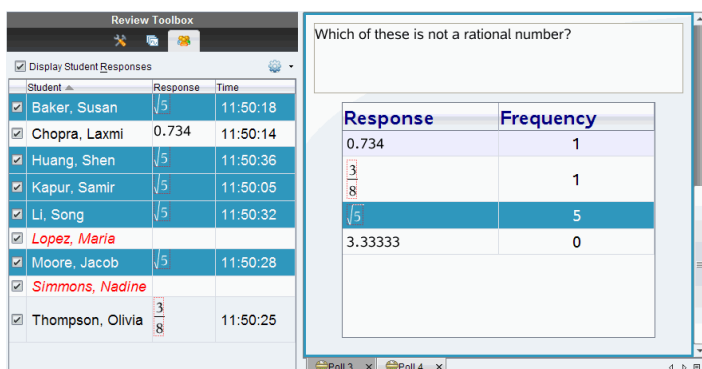 Review Toolbox
Display Student Responses
Student Response Time
Baker, Susan √5 11:50:18
Chopra, Laxmi 0.734 11:50:14
Huang, Shen √5 11:50:36
Kapur, Samir √5 11:50:05
Li, Song √5 11:50:32
Lopez, Maria
Moore, Jacob √5 11:50:28
Simmons, Nadine
Thompson, Olivia 3/8 11:50:25
Which of these is not a rational number?
Response Frequency
0.734 1
3/8 1
√5 5
3.33333 0
Poll 3 x Poll 4 x